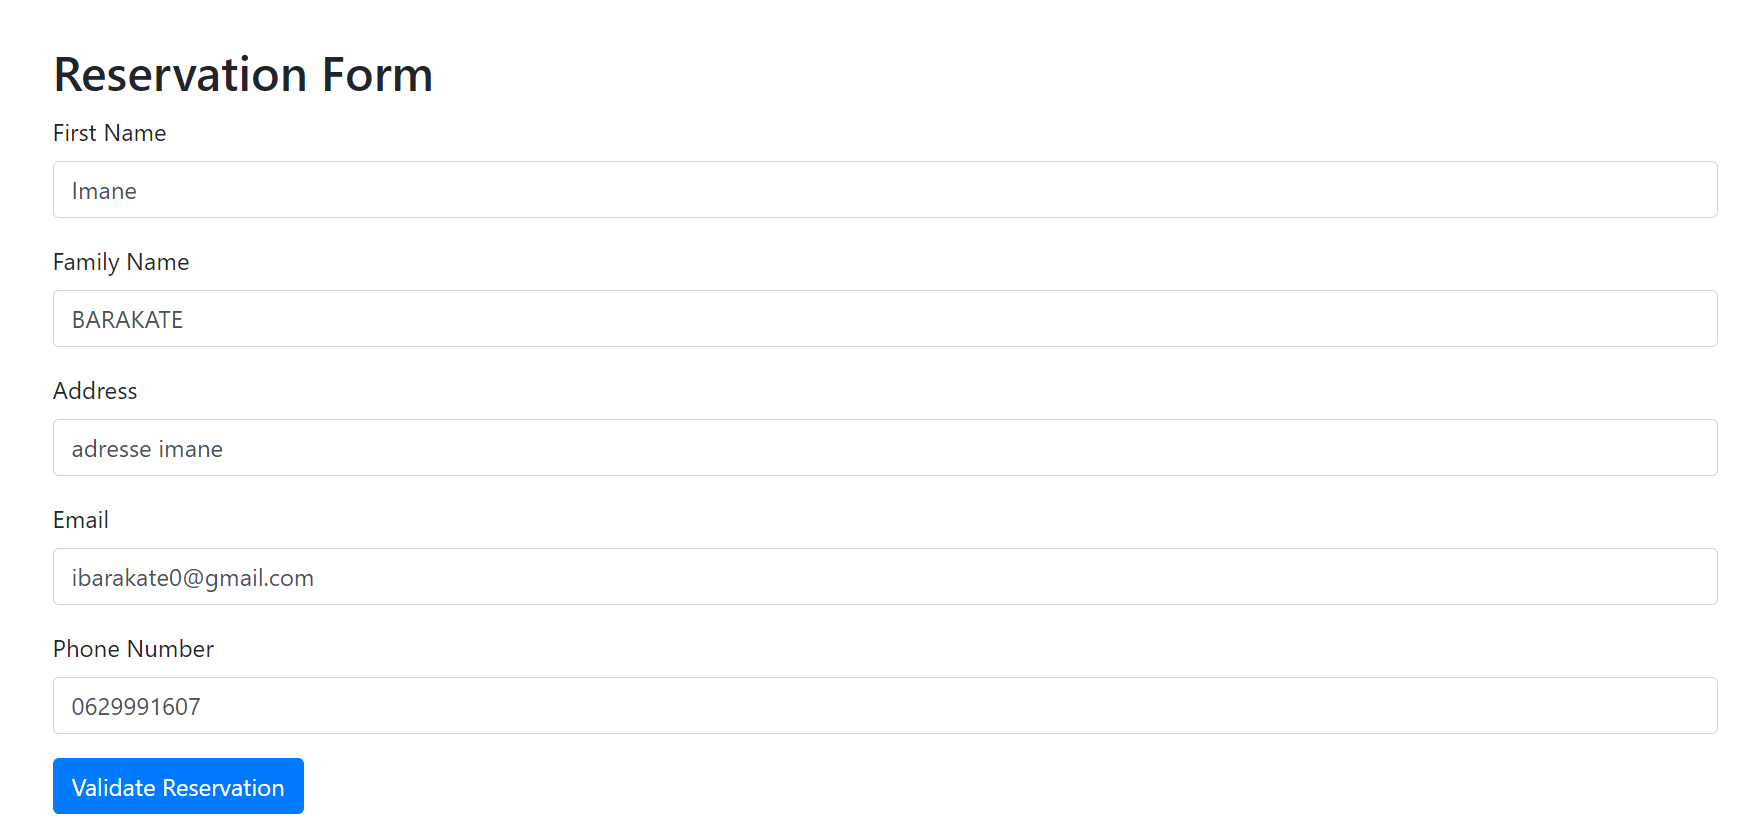 Reservation Form
First Name
Imane
Family Name
BARAKATE
Address
adresse imane
Email
ibarakate0@gmail.com
Phone Number
0629991607
Validate Reservation